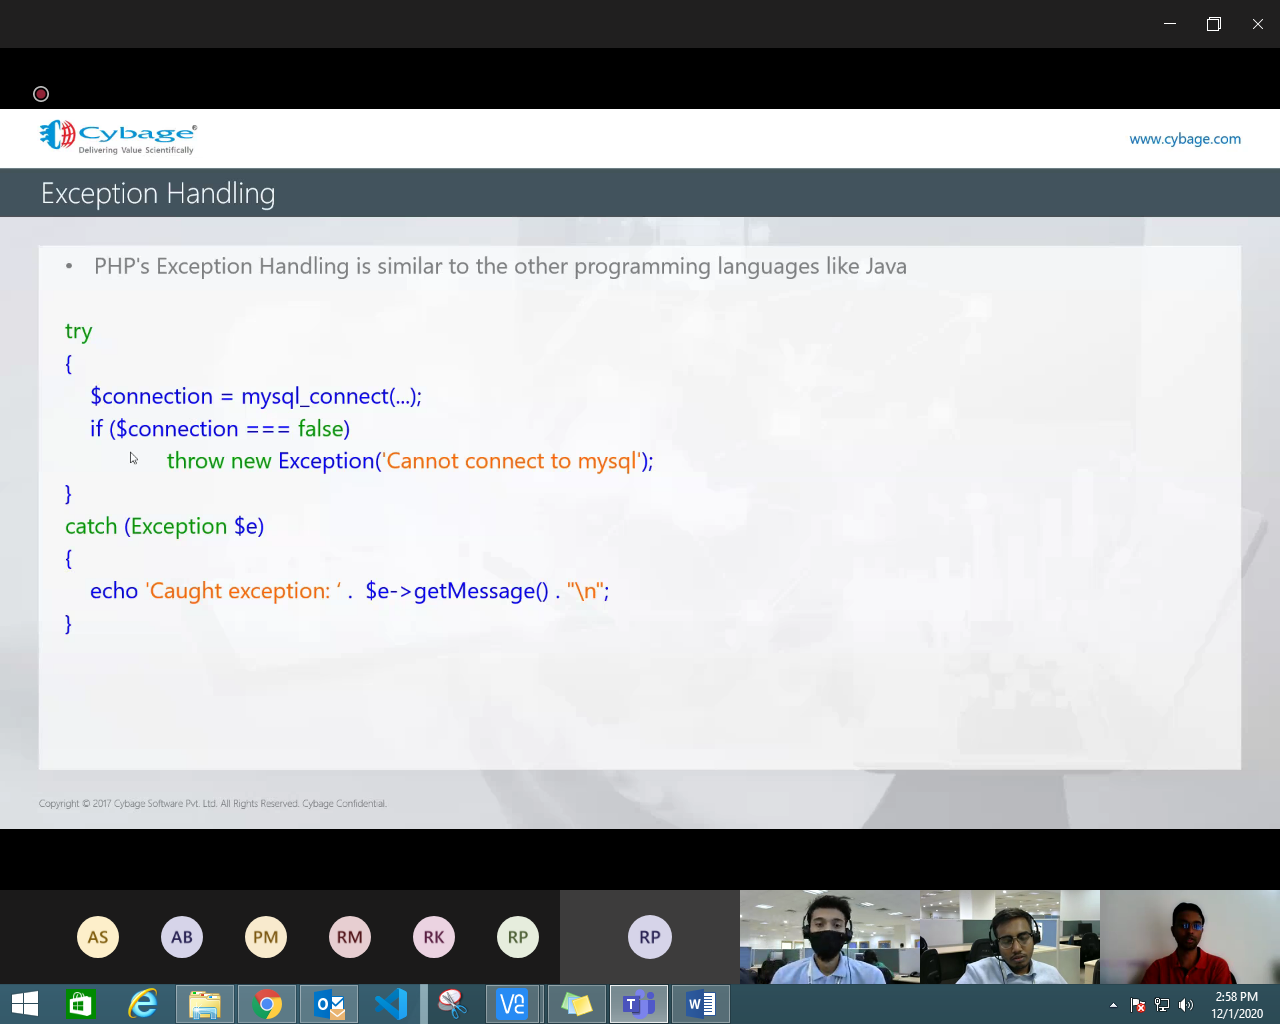 Cybage®
Delivering Value Scientifically
www.cybage.com
Exception Handling
• PHP's Exception Handling is similar to the other programming languages like Java
try
{
$connection = mysql_connect(...);
if ($connection === false)
throw new Exception('Cannot connect to mysql');
}
catch (Exception $e)
{
echo 'Caught exception: ‘ . $e->getMessage() . "\n";
}
Copyright © 2017 Cybage Software Pvt. Ltd. All Rights Reserved. Cybage Confidential.
AS AB PM RM RK RP RP
2:58 PM
12/1/2020